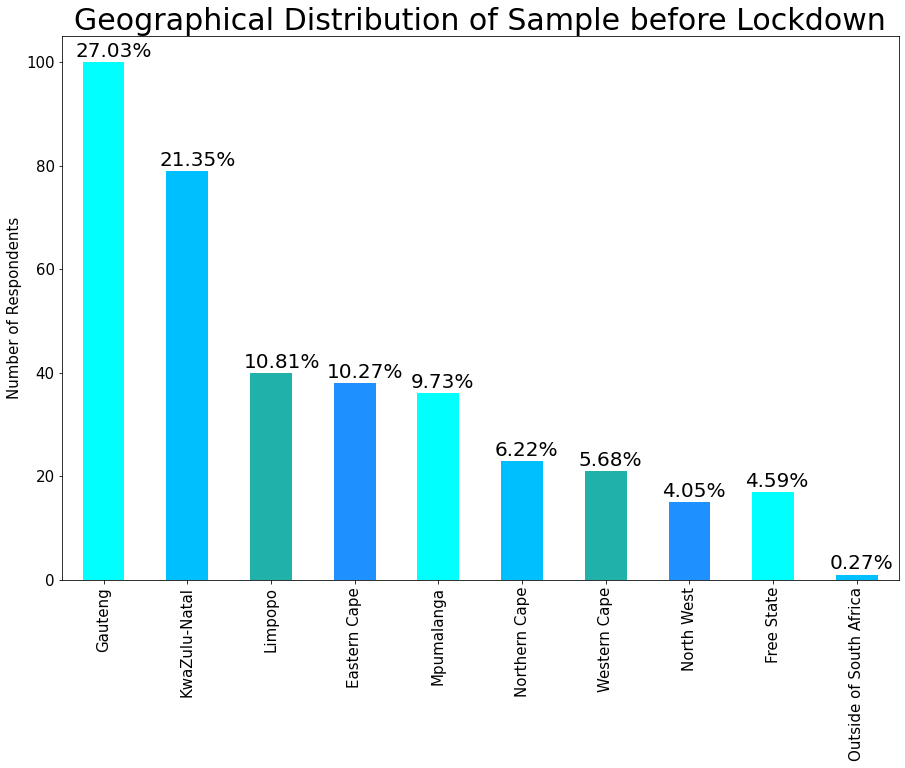 Geographical Distribution of Sample before Lockdown
Number of Respondents
100
80
60
40
20
0
27.03%
21.35%
10.81%
10.27%
9.73%
6.22%
5.68%
4.05%
4.59%
0.27%
Gauteng
KwaZulu-Natal
Limpopo
Eastern Cape
Mpumalanga
Northern Cape
Western Cape
North West
Free State
Outside of South Africa